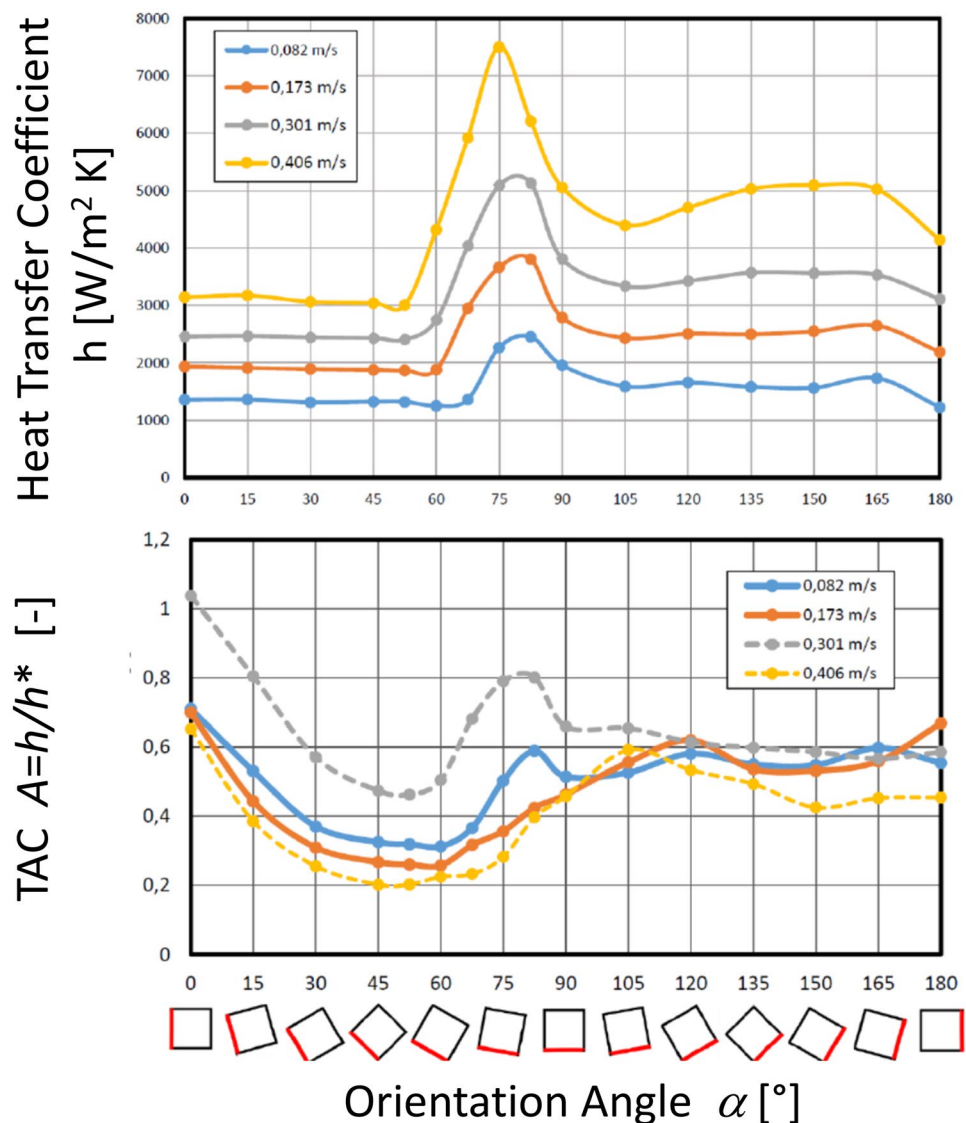 Heat Transfer Coefficient
h [W/m² K]
8000
7000
6000
5000
4000
3000
2000
1000
0
0,082 m/s
0,173 m/s
0,301 m/s
0,406 m/s
0 15 30 45 60 75 90 105 120 135 150 165 180
TAC A=h/h* [-]
1,2
1
0,8
0,6
0,4
0,2
0
0,082 m/s
0,173 m/s
0,301 m/s
0,406 m/s
0 15 30 45 60 75 90 105 120 135 150 165 180
Orientation Angle α [°]